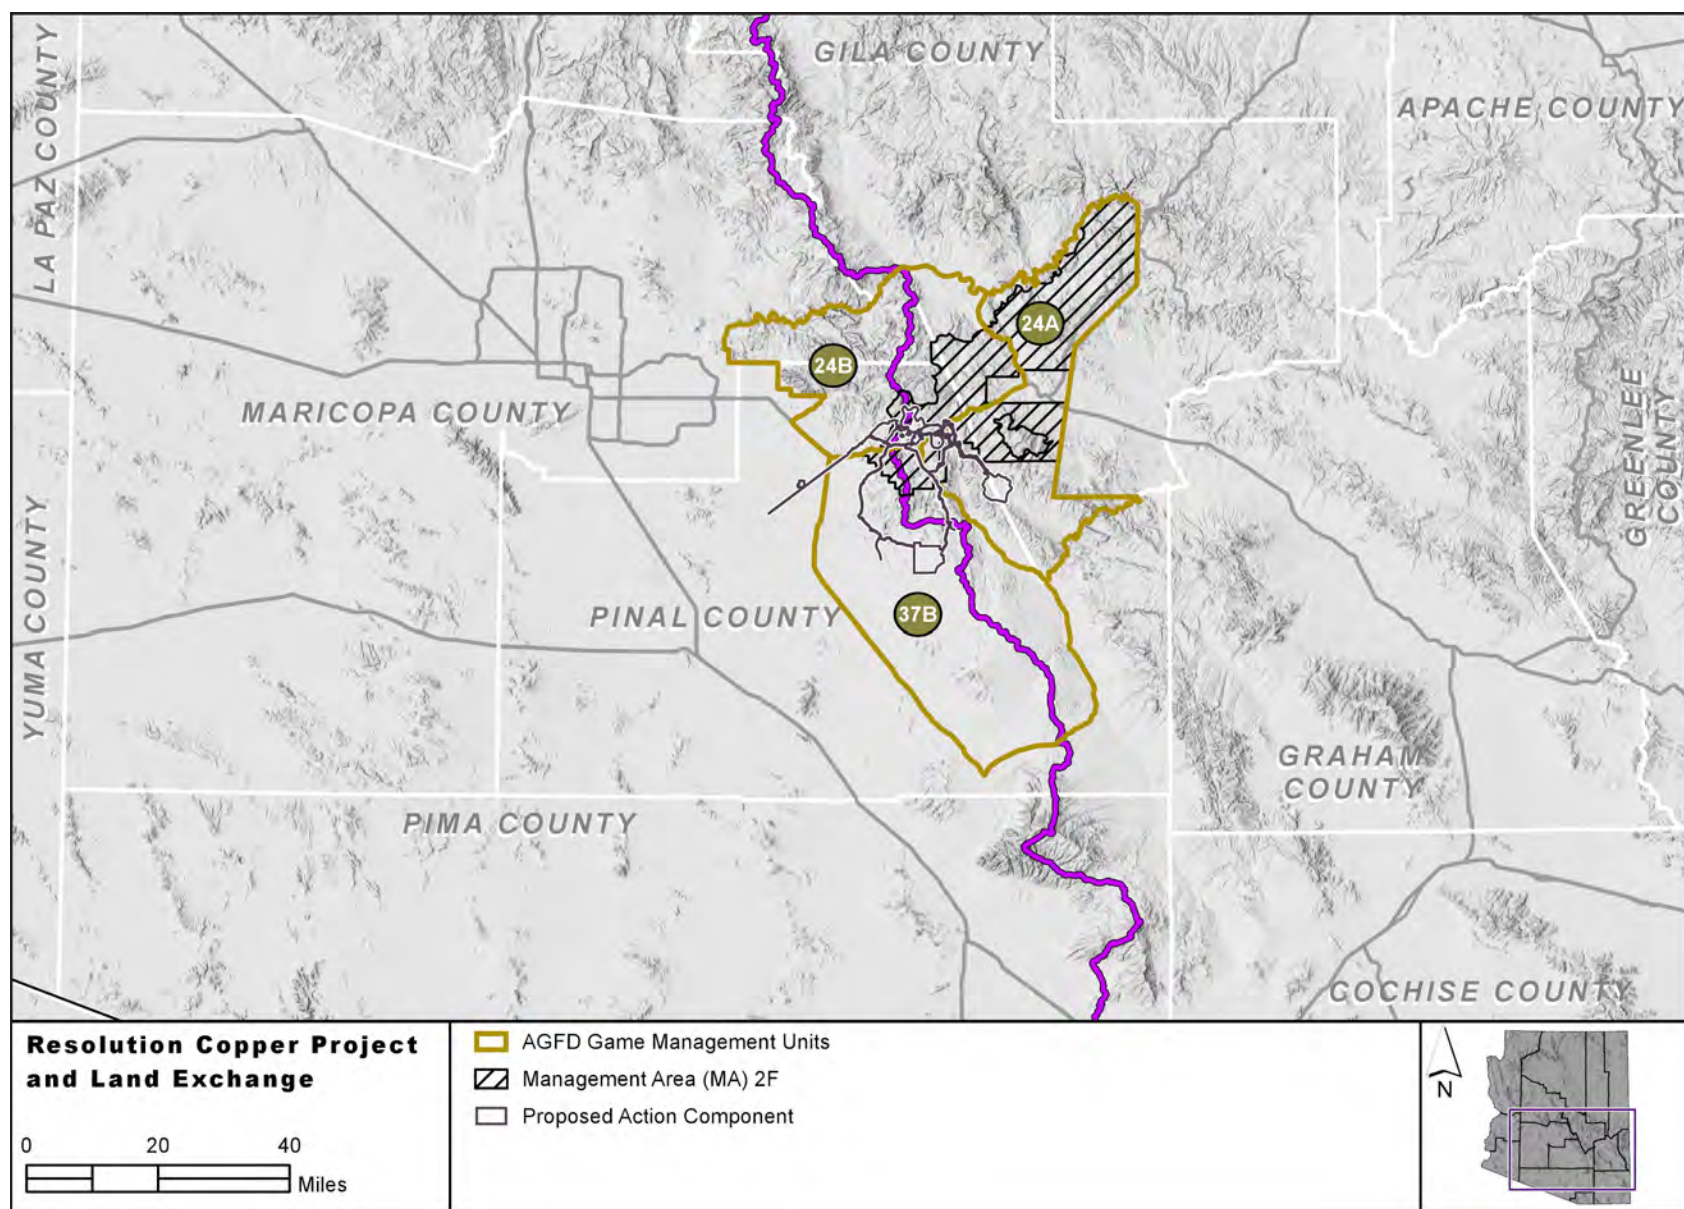 GILA COUNTY
APACHE COUNTY
LA PAZ COUNTY
24A
24B
MARICOPA COUNTY
GREENLEE
COUNTY
YUMA COUNTY
PINAL COUNTY
37B
GRAHAM
COUNTY
PIMA COUNTY
COCHISE COUNTY
Resolution Copper Project
and Land Exchange
0 20 40
Miles
AGFD Game Management Units
Management Area (MA) 2F
Proposed Action Component
N